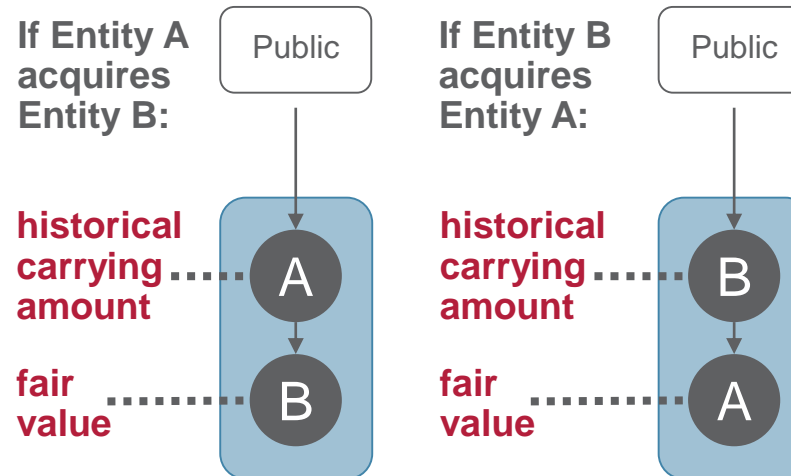 If Entity A
acquires
Entity B:
Public
historical
carrying
amount
A
fair
value
B
If Entity B
acquires
Entity A:
Public
historical
carrying
amount
B
fair
value
A